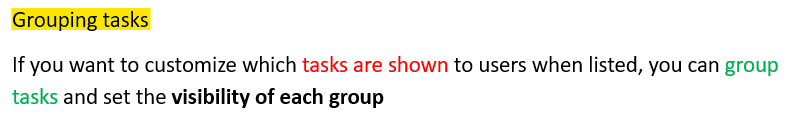 Grouping tasks
If you want to customize which tasks are shown to users when listed, you can group
tasks and set the visibility of each group